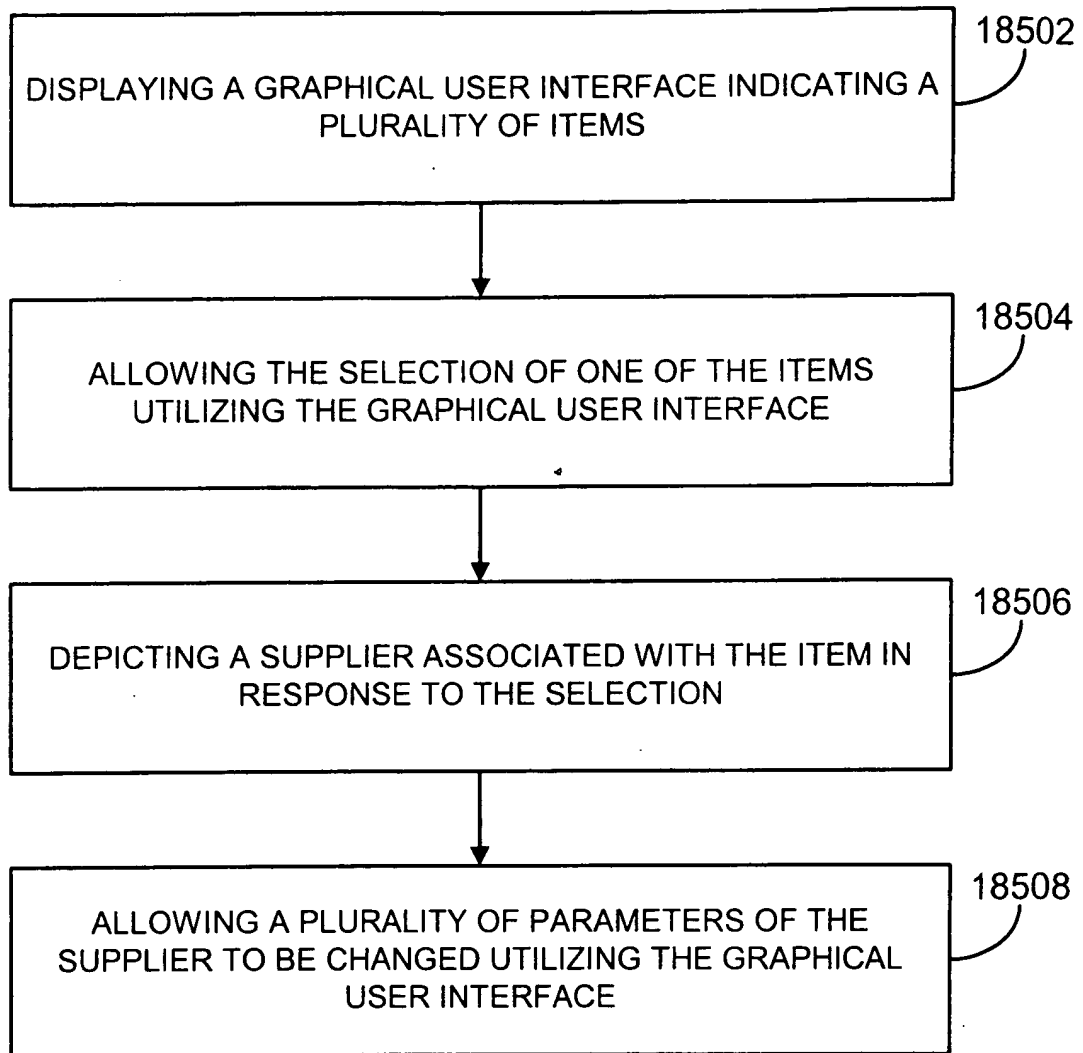 18502
DISPLAYING A GRAPHICAL USER INTERFACE INDICATING A
PLURALITY OF ITEMS
18504
ALLOWING THE SELECTION OF ONE OF THE ITEMS
UTILIZING THE GRAPHICAL USER INTERFACE
18506
DEPICTING A SUPPLIER ASSOCIATED WITH THE ITEM IN
RESPONSE TO THE SELECTION
18508
ALLOWING A PLURALITY OF PARAMETERS OF THE
SUPPLIER TO BE CHANGED UTILIZING THE GRAPHICAL
USER INTERFACE